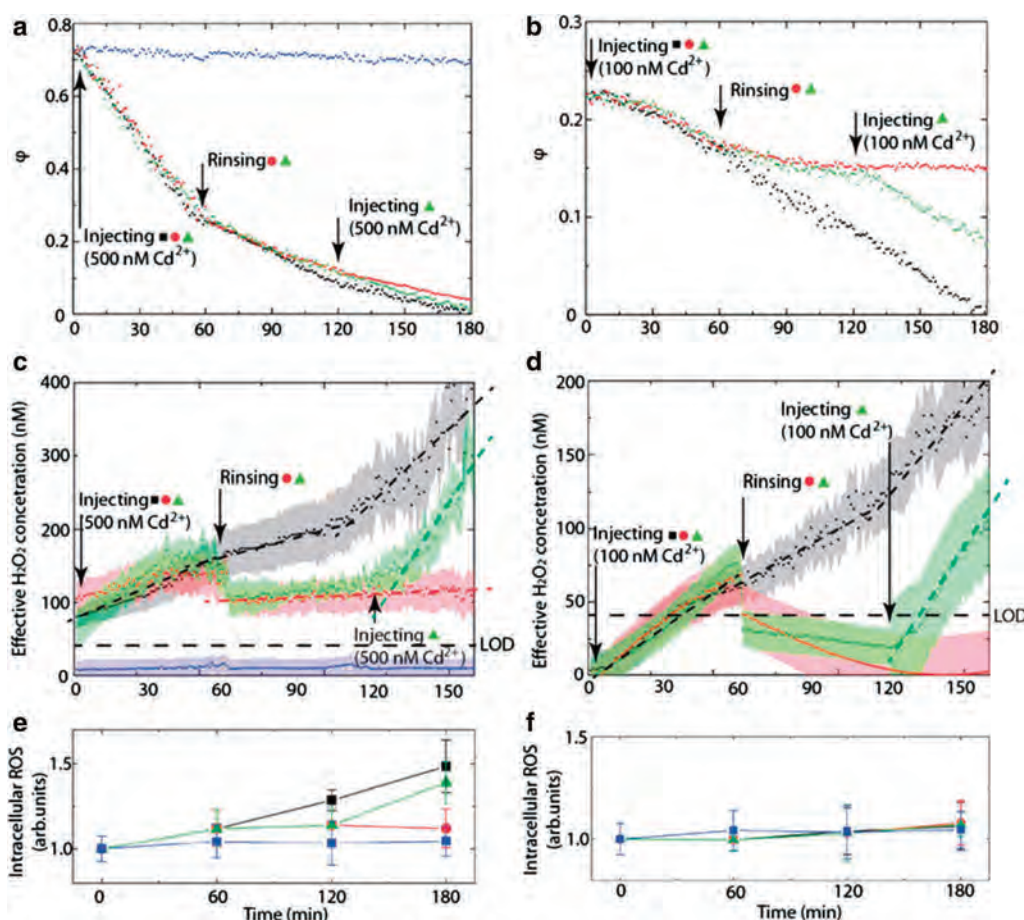 a
0.8
0.6
0.4
0.2
0.0
φ
Rinsing
Injecting
(500 nM Cd²⁺)
Injecting
(500 nM Cd²⁺)
0 30 60 90 120 150 180
b
0.3
0.2
0.1
0
φ
Injecting
(100 nM Cd²⁺)
Rinsing
Injecting
(100 nM Cd²⁺)
0 30 60 90 120 150 180
c
400
300
200
100
0
Effective H₂O₂ concetration (nM)
Injecting
(500 nM Cd²⁺)
Rinsing
Injecting
(500 nM Cd²⁺)
LOD
0 30 60 90 120 150
d
200
150
100
50
0
Effective H₂O₂ concetration (nM)
Injecting
(100 nM Cd²⁺)
Rinsing
Injecting
(100 nM Cd²⁺)
LOD
0 30 60 90 120 150
e
1.5
1.0
Intracellular ROS
(arb.units)
0 60 120 180
Time (min)
f
1.5
1.0
Intracellular ROS
(arb.units)
0 60 120 180
Time (min)